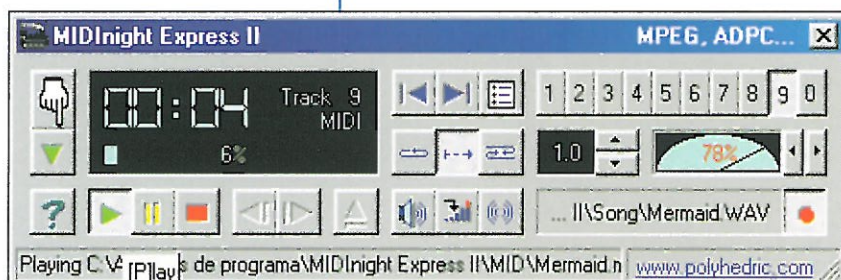 MIDInight Express II MPEG, ADPC...
00:04 Track 9
MIDI
6%
1 2 3 4 5 6 7 8 9 0
1.0 78%
?
... II\Song\Mermaid.WAV
Playing C:\ s de programa\MIDInight Express II\MID\Mermaid.m www.polyhedric.com
[P]lay